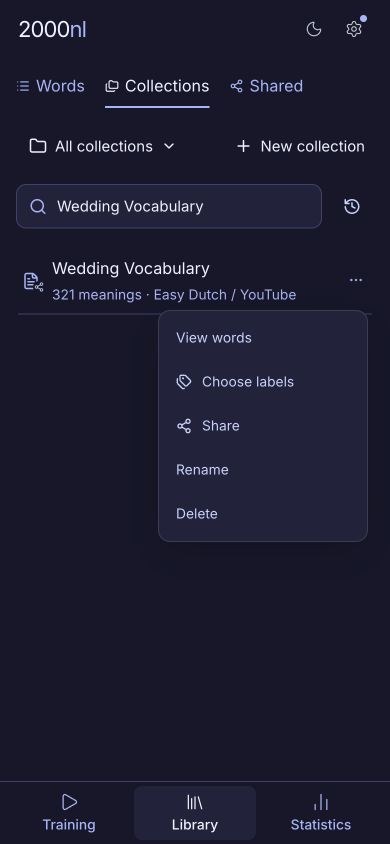 2000nl
Words Collections Shared
All collections New collection
Wedding Vocabulary
Wedding Vocabulary
321 meanings · Easy Dutch / YouTube
View words
Choose labels
Share
Rename
Delete
Training Library Statistics